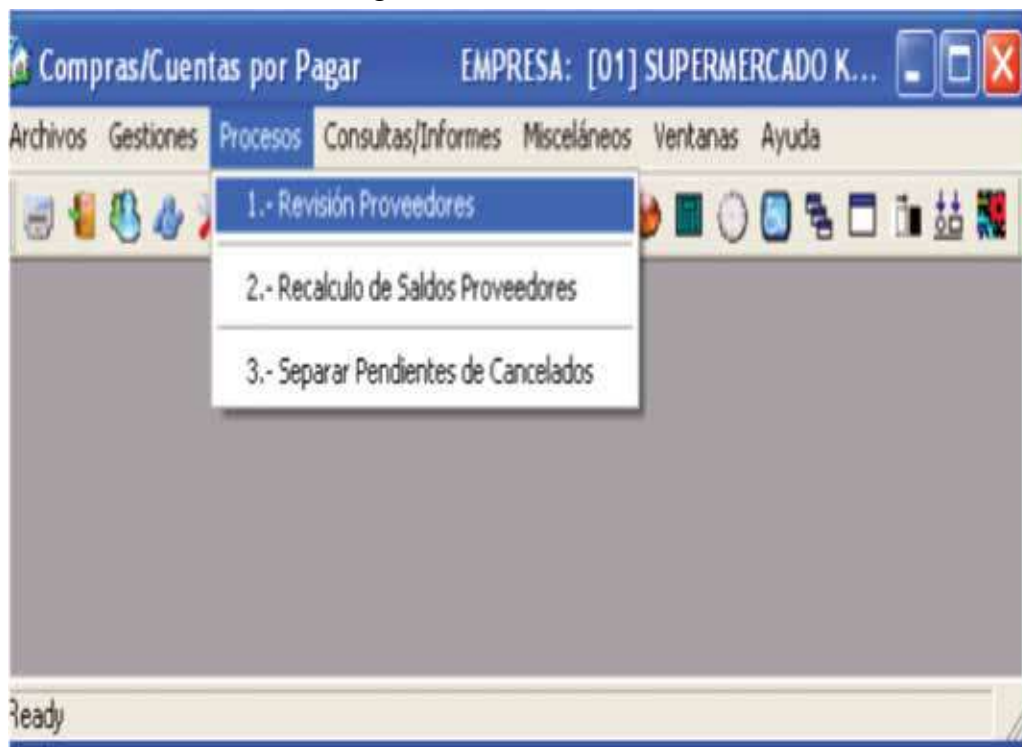 Compras/Cuentas por Pagar EMPRESA: [01] SUPERMERCADO K...
Archivos Gestiones Procesos Consultas/Informes Misceláneos Ventanas Ayuda
1.- Revisión Proveedores
2.- Recalculo de Saldos Proveedores
3.- Separar Pendientes de Cancelados
Ready